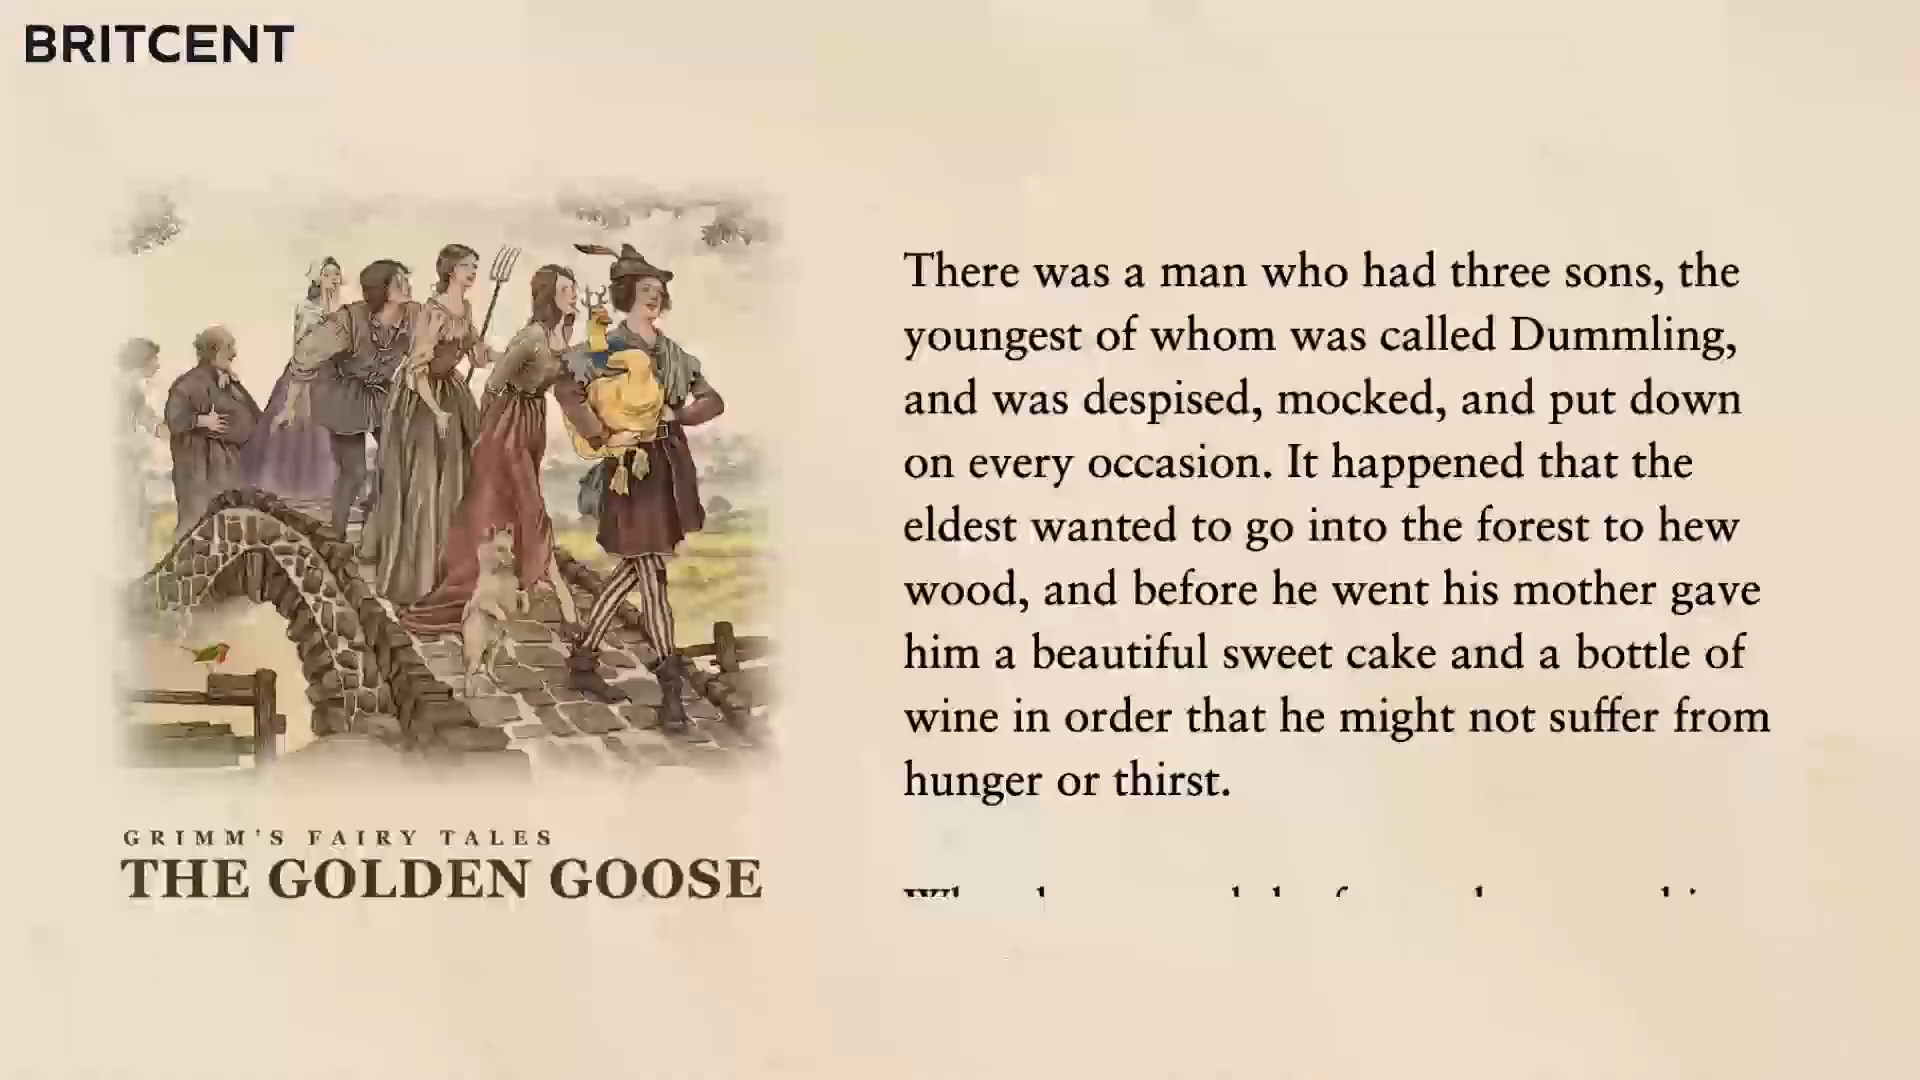 BRITCENT
GRIMM'S FAIRY TALES
THE GOLDEN GOOSE
There was a man who had three sons, the
youngest of whom was called Dummling,
and was despised, mocked, and put down
on every occasion. It happened that the
eldest wanted to go into the forest to hew
wood, and before he went his mother gave
him a beautiful sweet cake and a bottle of
wine in order that he might not suffer from
hunger or thirst.